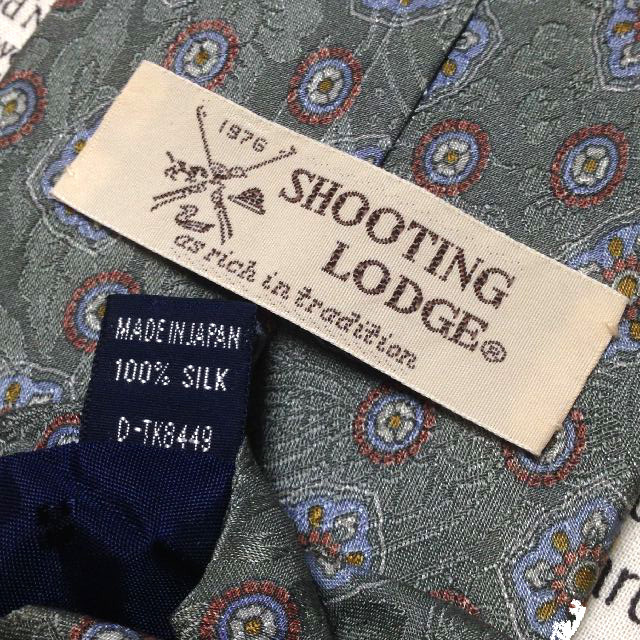 1976
SHOOTING
LODGE®
as rich in tradition
MADE IN JAPAN
100% SILK
D-TK8449